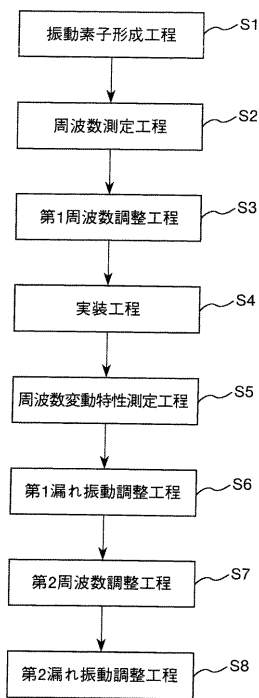 振動素子形成工程 S1
周波数測定工程 S2
第1周波数調整工程 S3
実装工程 S4
周波数変動特性測定工程 S5
第1漏れ振動調整工程 S6
第2周波数調整工程 S7
第2漏れ振動調整工程 S8